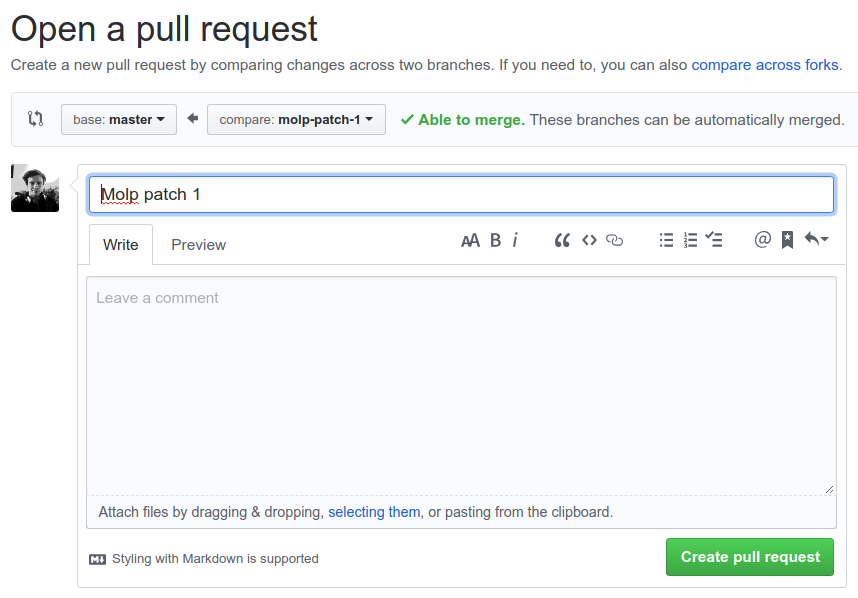 Open a pull request
Create a new pull request by comparing changes across two branches. If you need to, you can also compare across forks.
base: master compare: molp-patch-1 Able to merge. These branches can be automatically merged.
Molp patch 1
Write Preview AA B i @
Leave a comment
Attach files by dragging & dropping, selecting them, or pasting from the clipboard.
Styling with Markdown is supported Create pull request